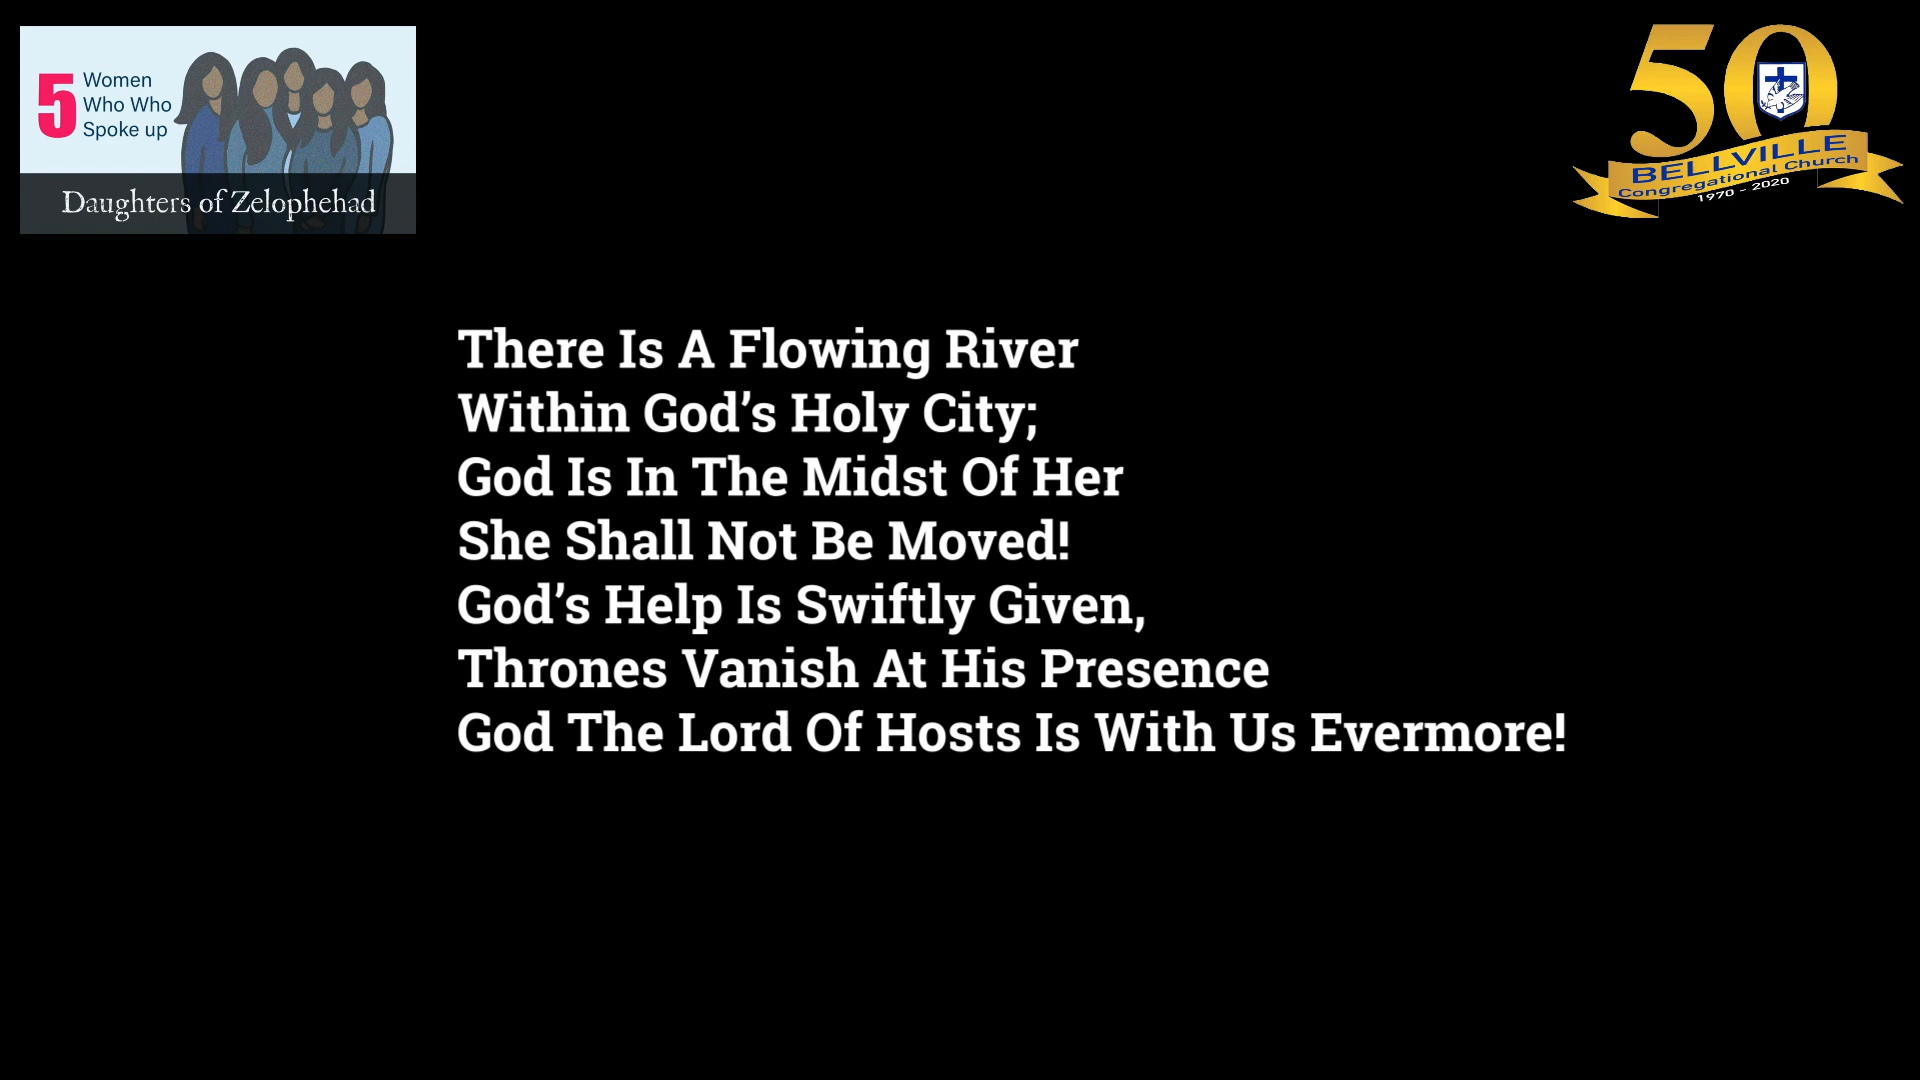 5 Women
Who Who
Spoke up
Daughters of Zelophehad
50
BELLVILLE
Congregational Church
1970 - 2020
There Is A Flowing River
Within God’s Holy City;
God Is In The Midst Of Her
She Shall Not Be Moved!
God’s Help Is Swiftly Given,
Thrones Vanish At His Presence
God The Lord Of Hosts Is With Us Evermore!